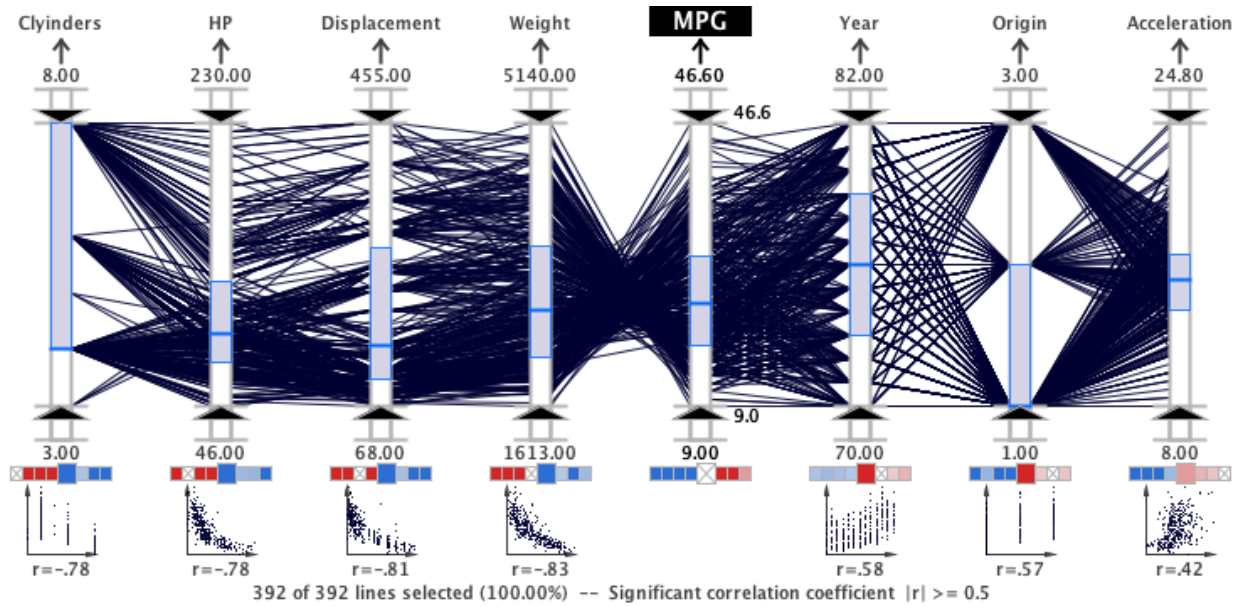 Clyinders HP Displacement Weight MPG Year Origin Acceleration
8.00 230.00 455.00 5140.00 46.60 82.00 3.00 24.80
46.6
9.0
3.00 46.00 68.00 1613.00 9.00 70.00 1.00 8.00
r=-.78 r=-.78 r=-.81 r=-.83 r=.58 r=.57 r=.42
392 of 392 lines selected (100.00%) -- Significant correlation coefficient |r| >= 0.5